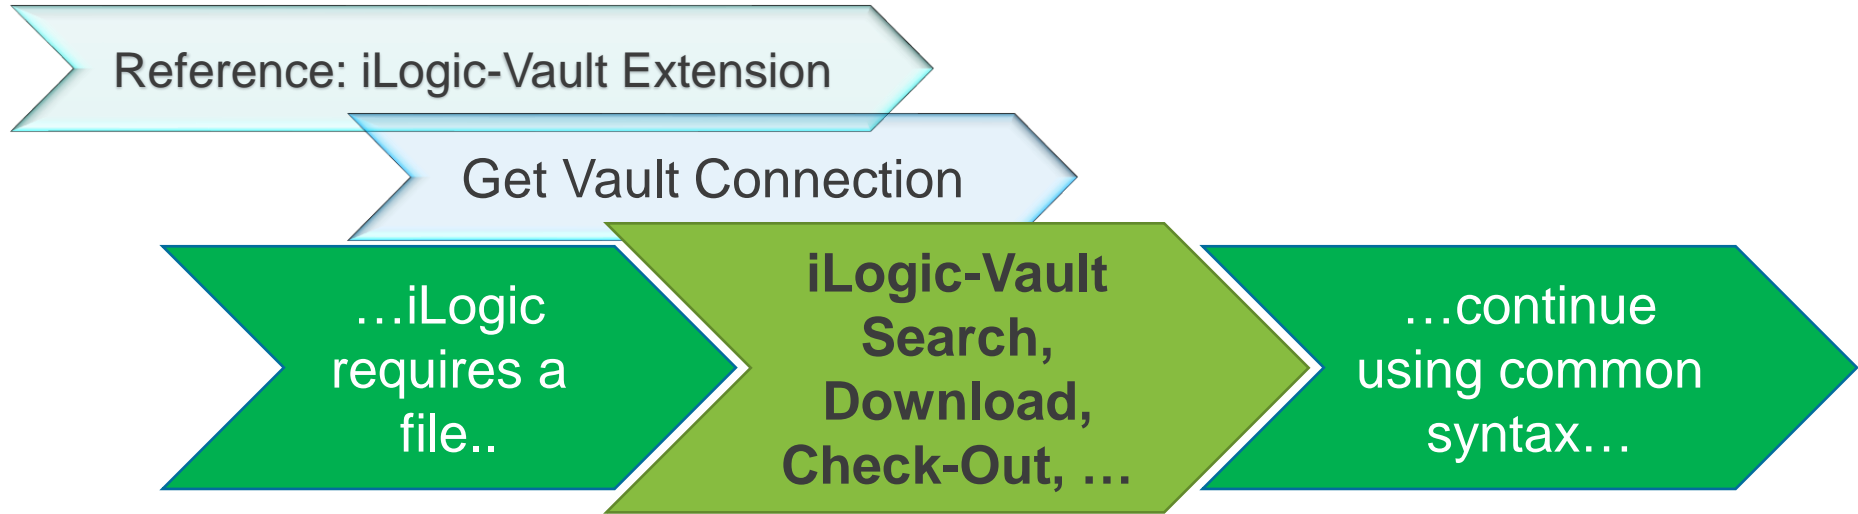 Reference: iLogic-Vault Extension
Get Vault Connection
…iLogic
requires a
file..
iLogic-Vault
Search,
Download,
Check-Out, …
…continue
using common
syntax…